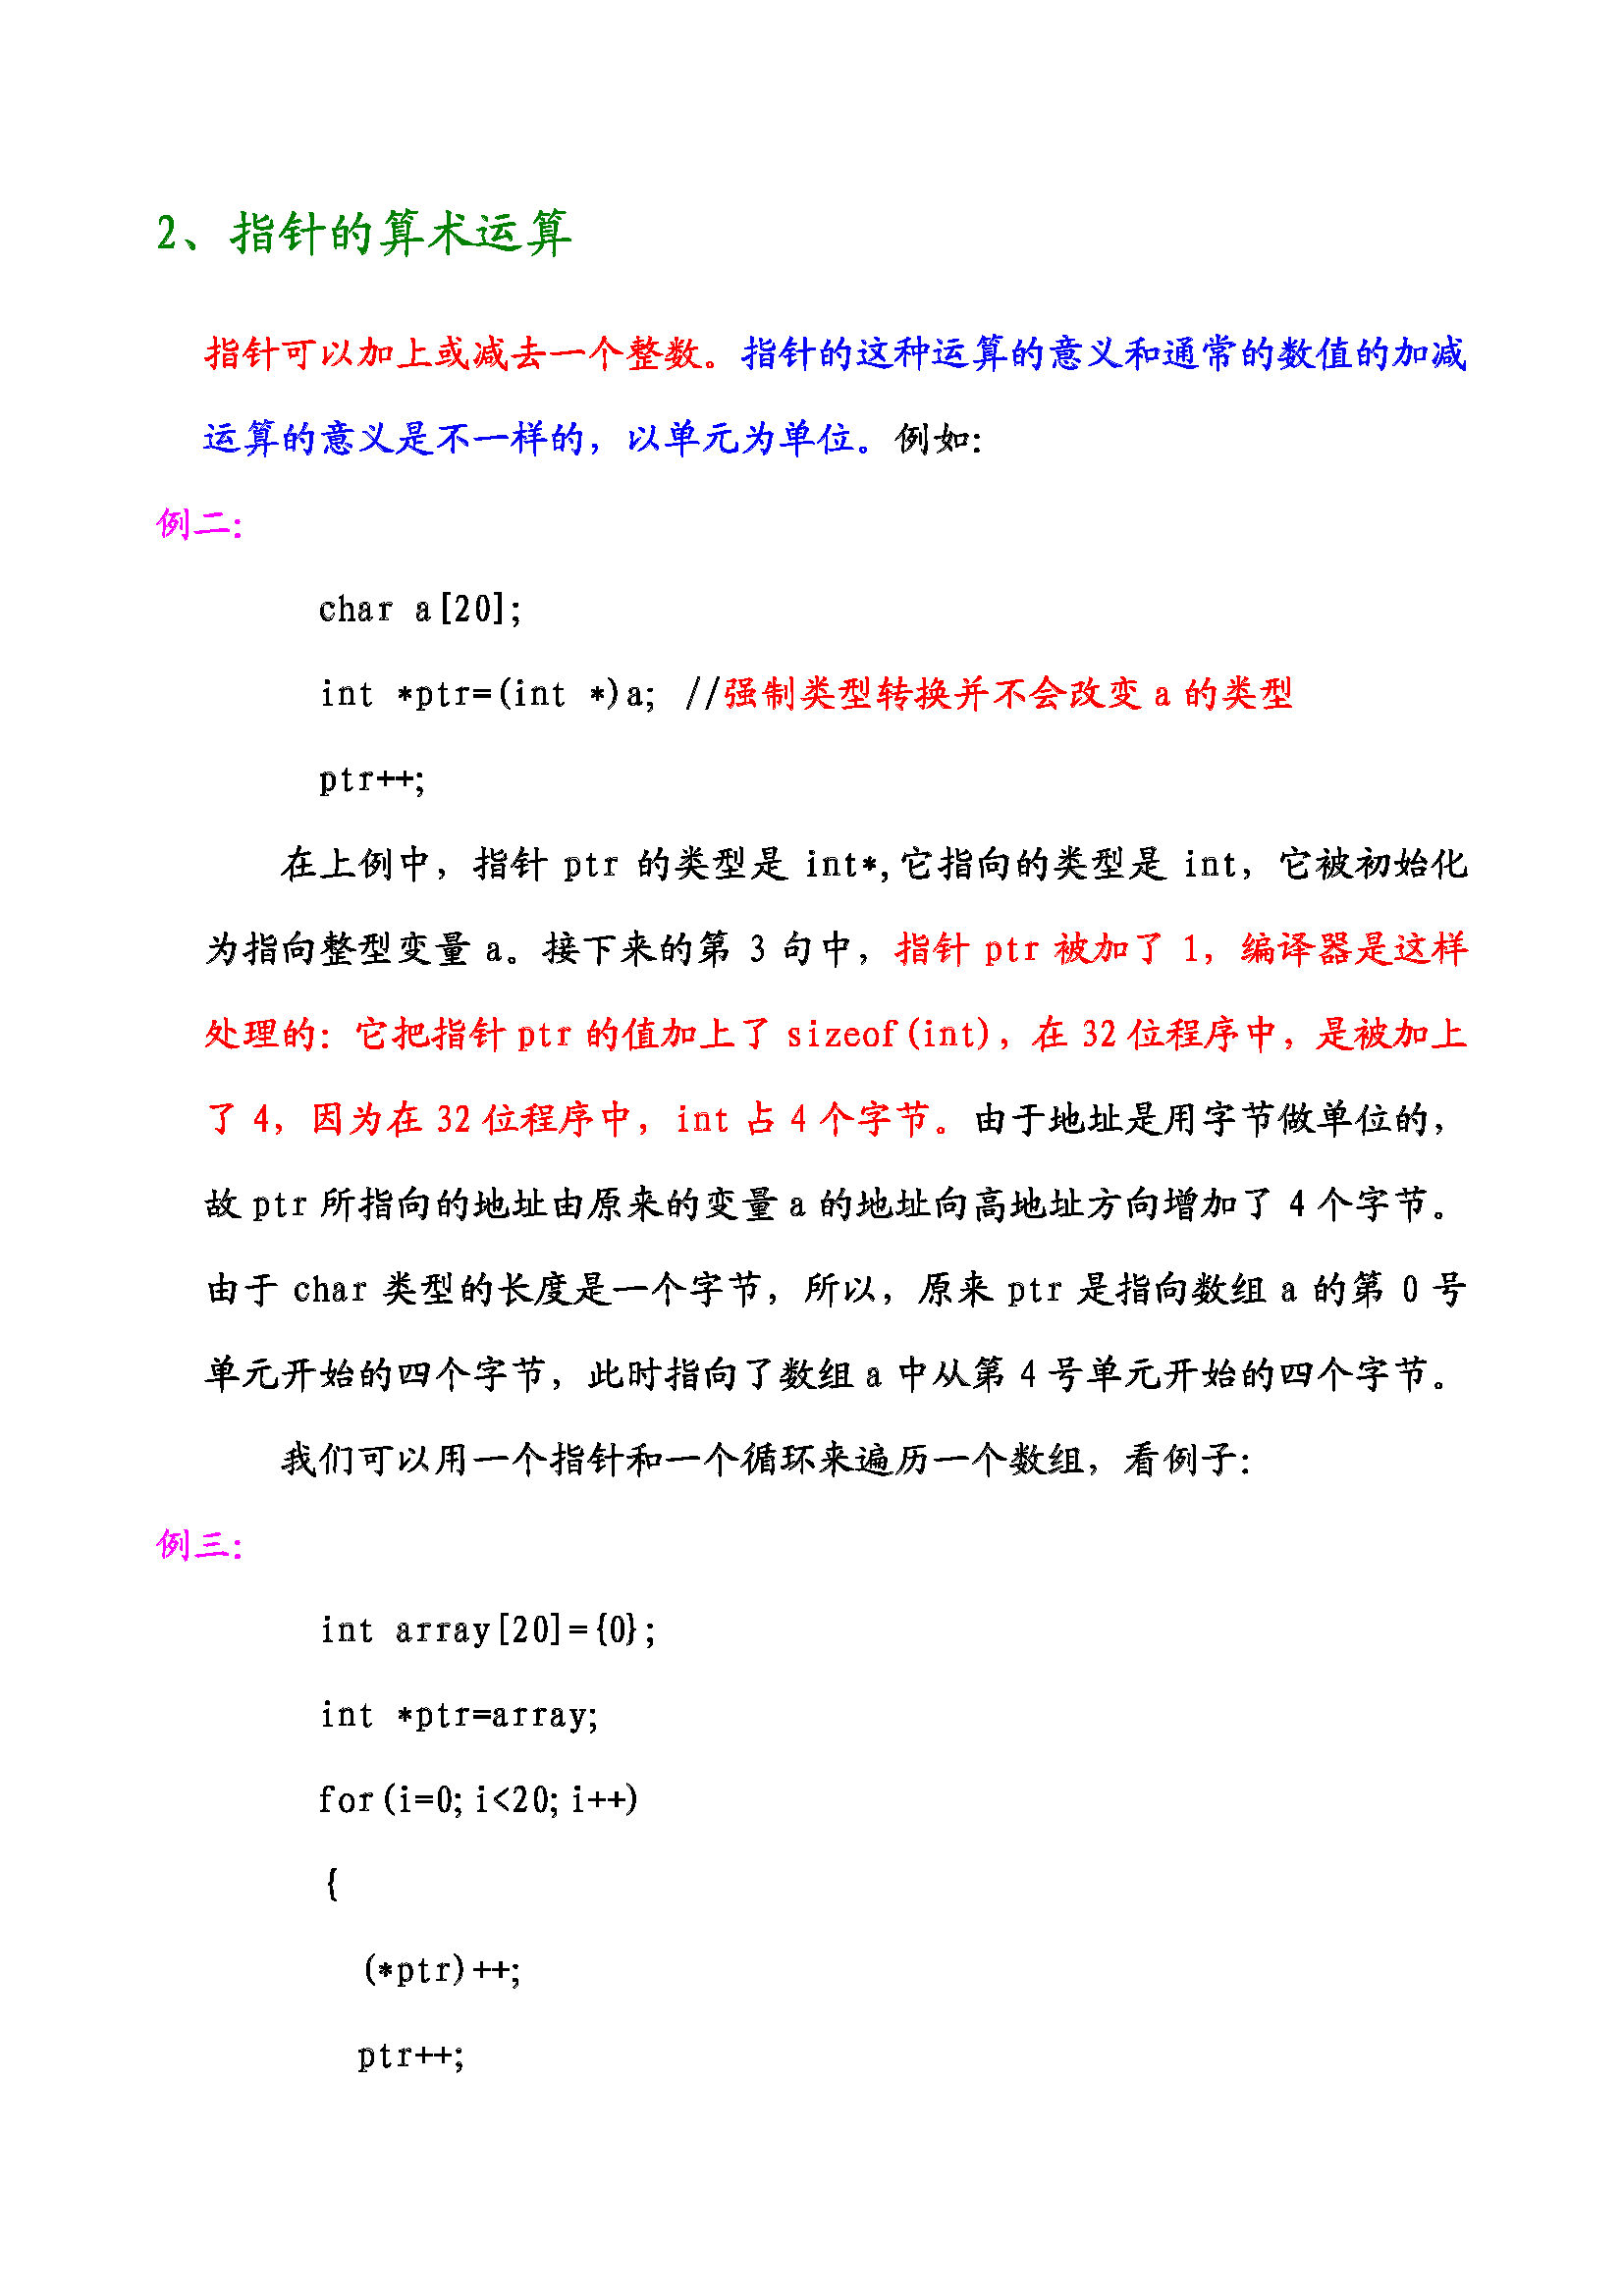 2、指针的算术运算
指针可以加上或减去一个整数。指针的这种运算的意义和通常的数值的加减
运算的意义是不一样的，以单元为单位。例如：
例二：
char a[20];
int *ptr=(int *)a; //强制类型转换并不会改变 a 的类型
ptr++;
在上例中，指针 ptr 的类型是 int*,它指向的类型是 int，它被初始化
为指向整型变量 a。接下来的第 3 句中，指针 ptr 被加了 1，编译器是这样
处理的：它把指针 ptr 的值加上了 sizeof(int)，在 32 位程序中，是被加上
了 4，因为在 32 位程序中，int 占 4 个字节。由于地址是用字节做单位的，
故 ptr 所指向的地址由原来的变量 a 的地址向高地址方向增加了 4 个字节。
由于 char 类型的长度是一个字节，所以，原来 ptr 是指向数组 a 的第 0 号
单元开始的四个字节，此时指向了数组 a 中从第 4 号单元开始的四个字节。
我们可以用一个指针和一个循环来遍历一个数组，看例子：
例三：
int array[20]={0};
int *ptr=array;
for(i=0;i<20;i++)
{
(*ptr)++;
ptr++;